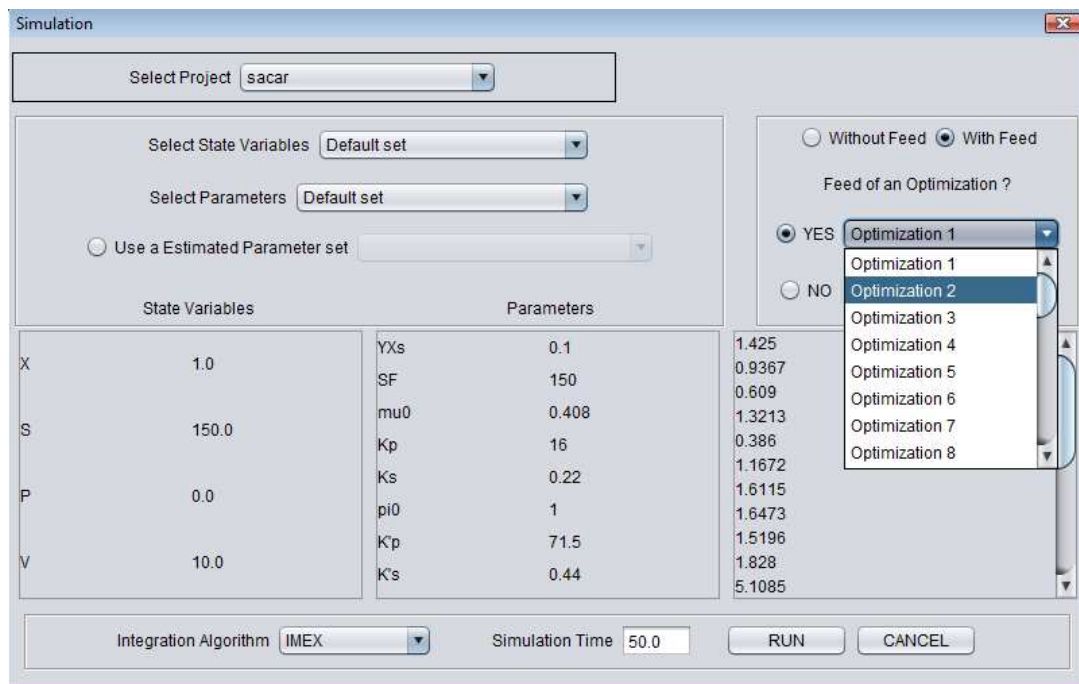 Simulation
Select Project sacar
Select State Variables Default set
Select Parameters Default set
Use a Estimated Parameter set
State Variables Parameters
Without Feed With Feed
Feed of an Optimization ?
YES Optimization 1
NO
Optimization 1
Optimization 2
Optimization 3
Optimization 4
Optimization 5
Optimization 6
Optimization 7
Optimization 8
X 1.0
S 150.0
P 0.0
V 10.0
YXs 0.1
SF 150
mu0 0.408
Kp 16
Ks 0.22
pi0 1
K'p 71.5
K's 0.44
1.425
0.9367
0.609
1.3213
0.386
1.1672
1.6115
1.6473
1.5196
1.828
5.1085
Integration Algorithm IMEX Simulation Time 50.0 RUN CANCEL